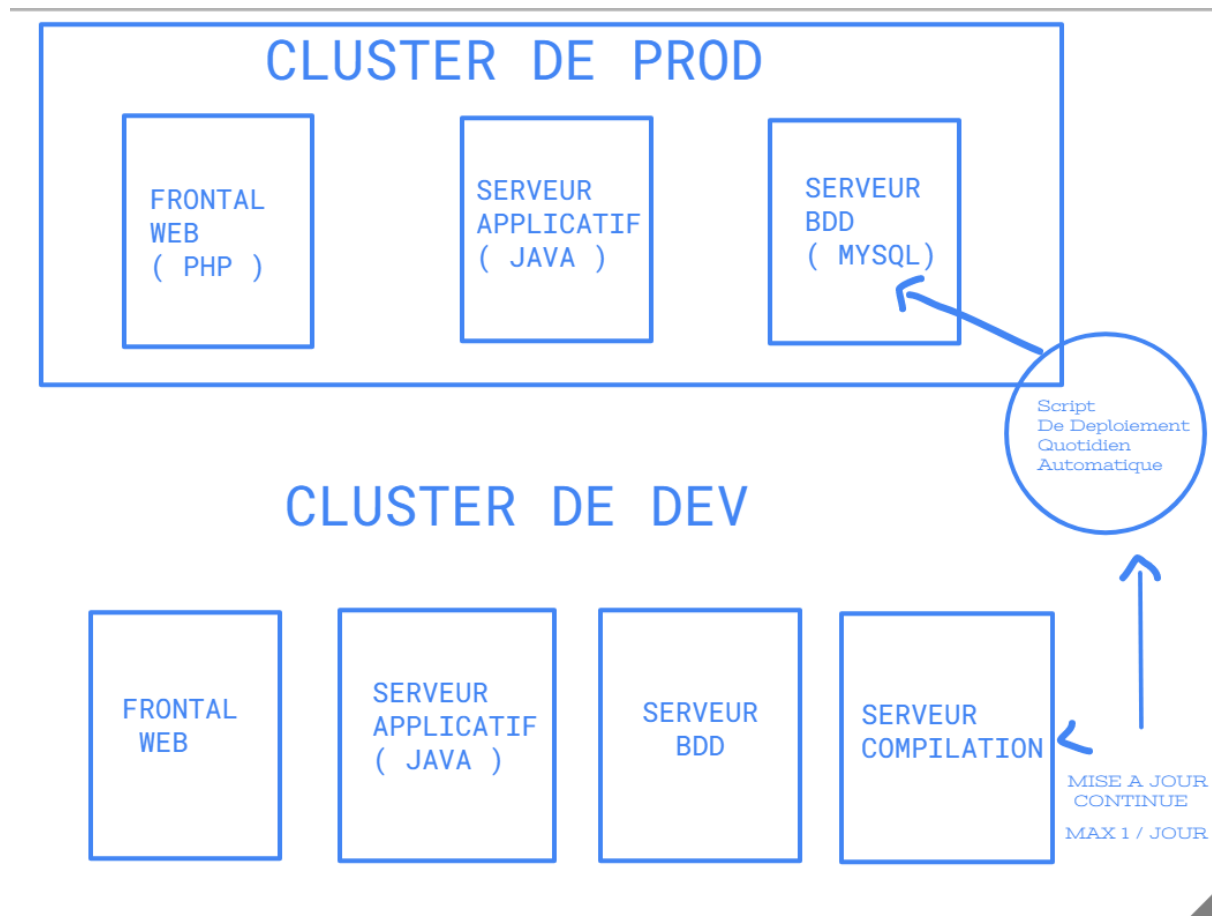 CLUSTER DE PROD
FRONTAL
WEB
( PHP )
SERVEUR
APPLICATIF
( JAVA )
SERVEUR
BDD
( MYSQL)
Script
De Deploiement
Quotidien
Automatique
CLUSTER DE DEV
FRONTAL
WEB
SERVEUR
APPLICATIF
( JAVA )
SERVEUR
BDD
SERVEUR
COMPILATION
MISE A JOUR
CONTINUE
MAX 1 / JOUR